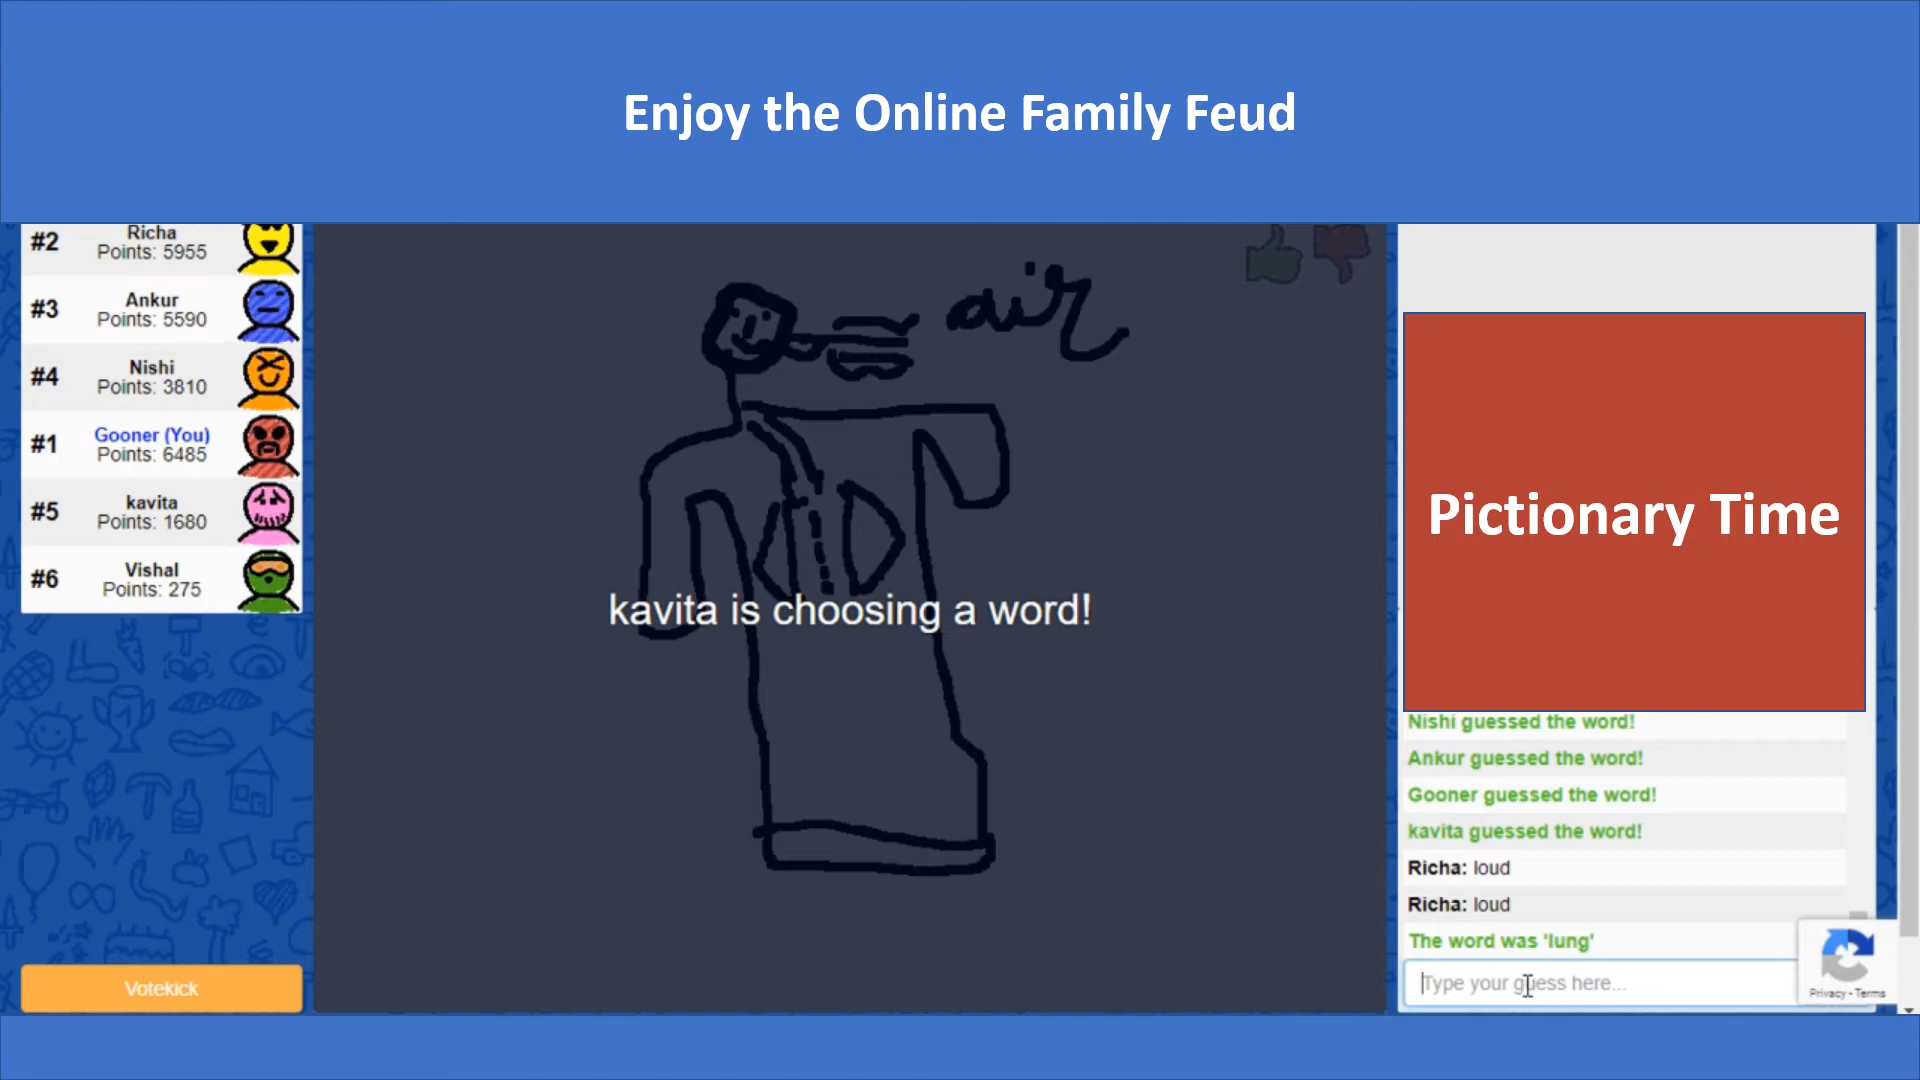 Enjoy the Online Family Feud
#2 Richa
Points: 5955
#3 Ankur
Points: 5590
#4 Nishi
Points: 3810
#1 Gooner (You)
Points: 6485
#5 kavita
Points: 1680
#6 Vishal
Points: 275
Votekick
air
kavita is choosing a word!
Pictionary Time
Nishi guessed the word!
Ankur guessed the word!
Gooner guessed the word!
kavita guessed the word!
Richa: loud
Richa: loud
The word was 'lung'
Type your guess here...
Privacy - Terms